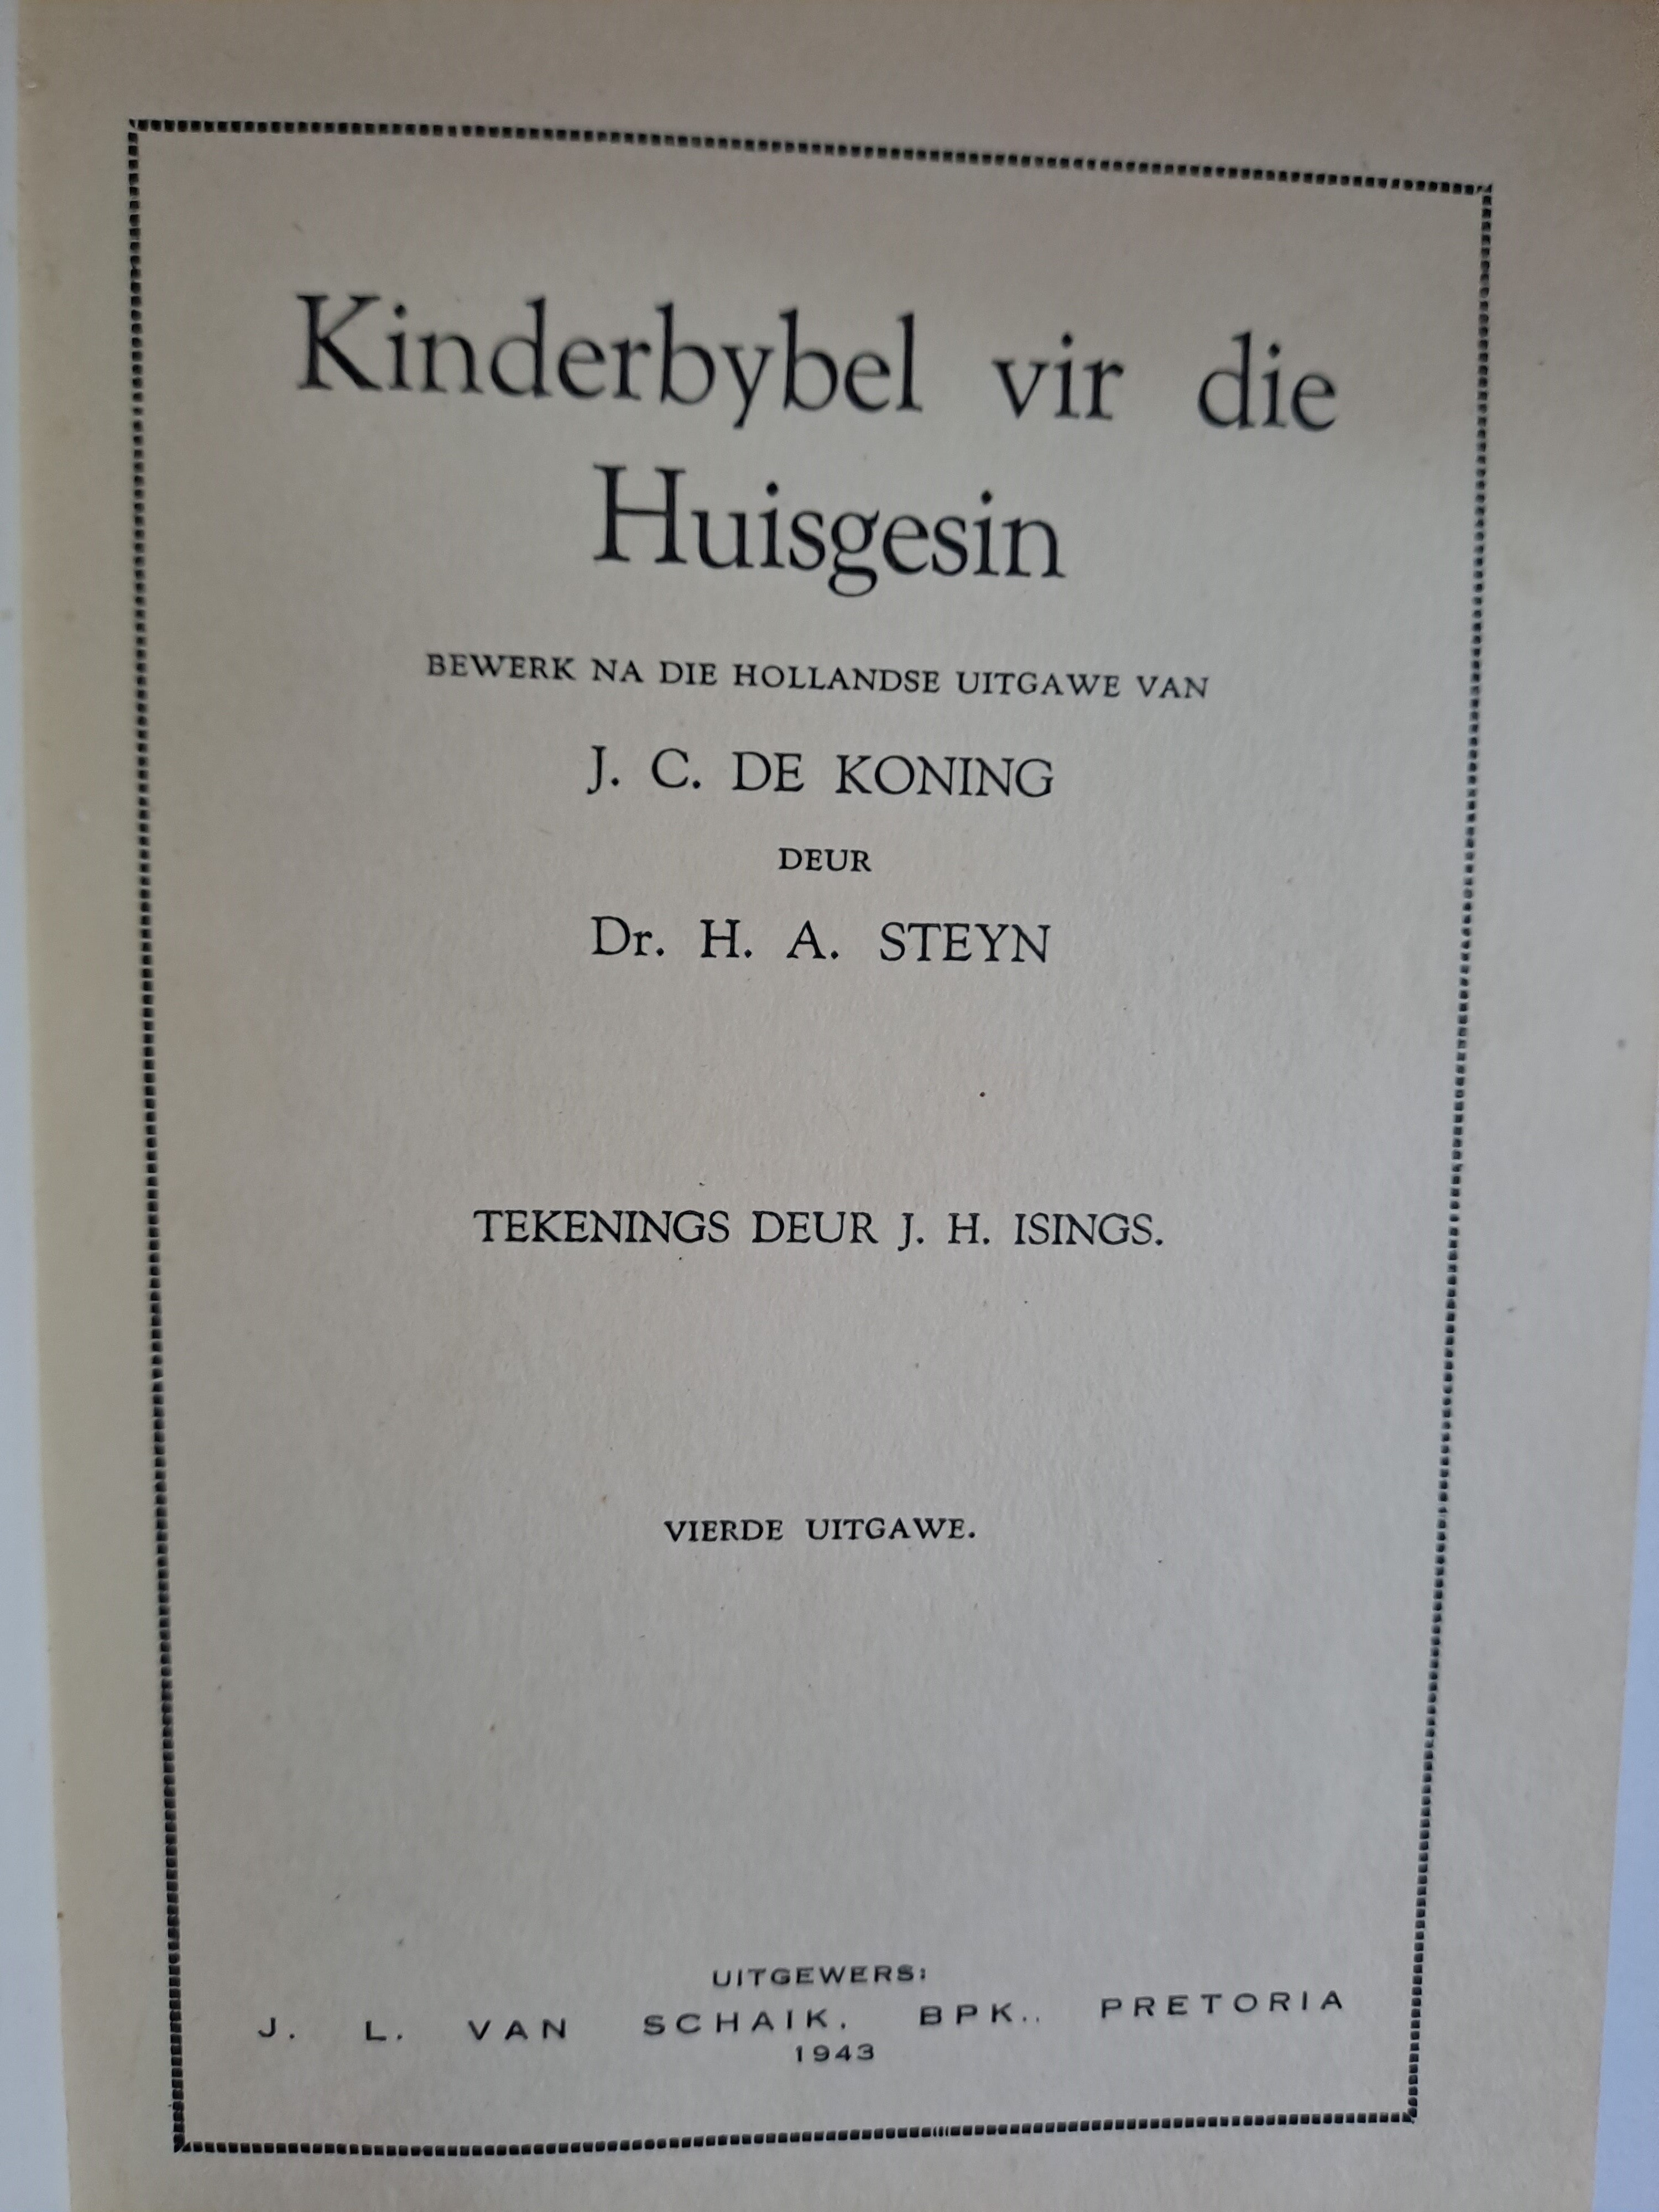 Kinderbybel vir die
Huisgesin
BEWERK NA DIE HOLLANDSE UITGAWE VAN
J. C. DE KONING
DEUR
Dr. H. A. STEYN
TEKENINGS DEUR J. H. ISINGS.
VIERDE UITGAWE.
UITGEWERS:
J. L. VAN SCHAIK, BPK., PRETORIA
1943